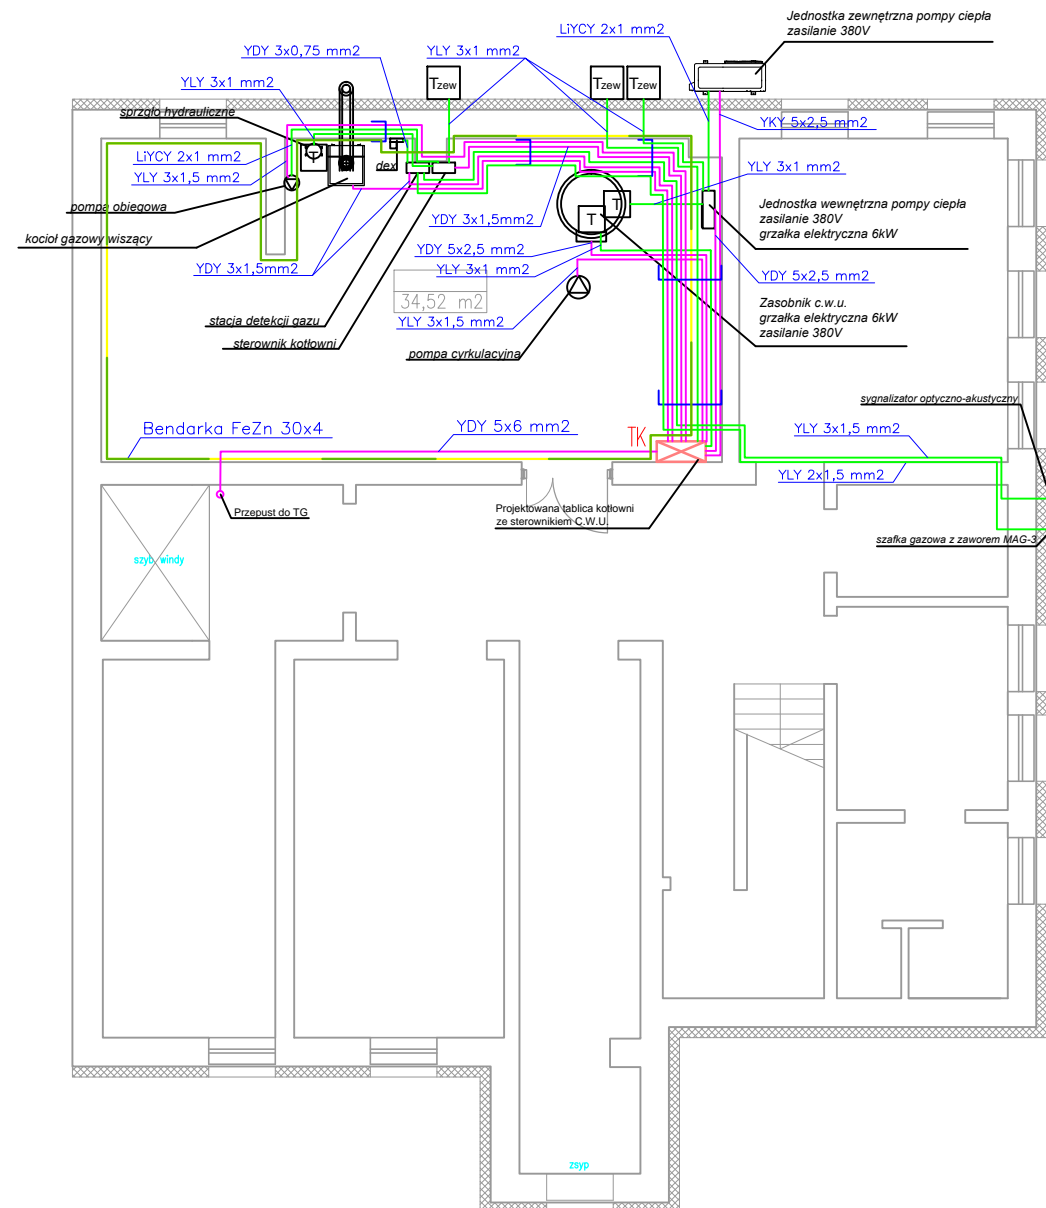 Jednostka zewnętrzna pompy ciepła
zasilanie 380V
LiYCY 2x1 mm2
YDY 3x0,75 mm2
YLY 3x1 mm2
YLY 3x1 mm2
Tzew
Tzew
Tzew
sprzgło hydrauliczne
YKY 5x2,5 mm2
LiYCY 2x1 mm2
YLY 3x1,5 mm2
T
dex
YLY 3x1 mm2
pompa obiegowa
T
YDY 3x1,5mm2
Jednostka wewnętrzna pompy ciepła
zasilanie 380V
grzałka elektryczna 6kW
T
kocioł gazowy wiszący
YDY 5x2,5 mm2
YDY 3x1,5mm2
YLY 3x1 mm2
YDY 5x2,5 mm2
34,52 m2
Zasobnik c.w.u.
grzałka elektryczna 6kW
zasilanie 380V
stacja detekcji gazu
YLY 3x1,5 mm2
sterownik kotłowni
pompa cyrkulacyjna
sygnalizator optyczno-akustyczny
Bendarka FeZn 30x4
YDY 5x6 mm2
TK
YLY 3x1,5 mm2
YLY 2x1,5 mm2
Przepust do TG
Projektowana tablica kotłowni
ze sterownikiem C.W.U.
szafka gazowa z zaworem MAG-3
szyb windy
zsyp